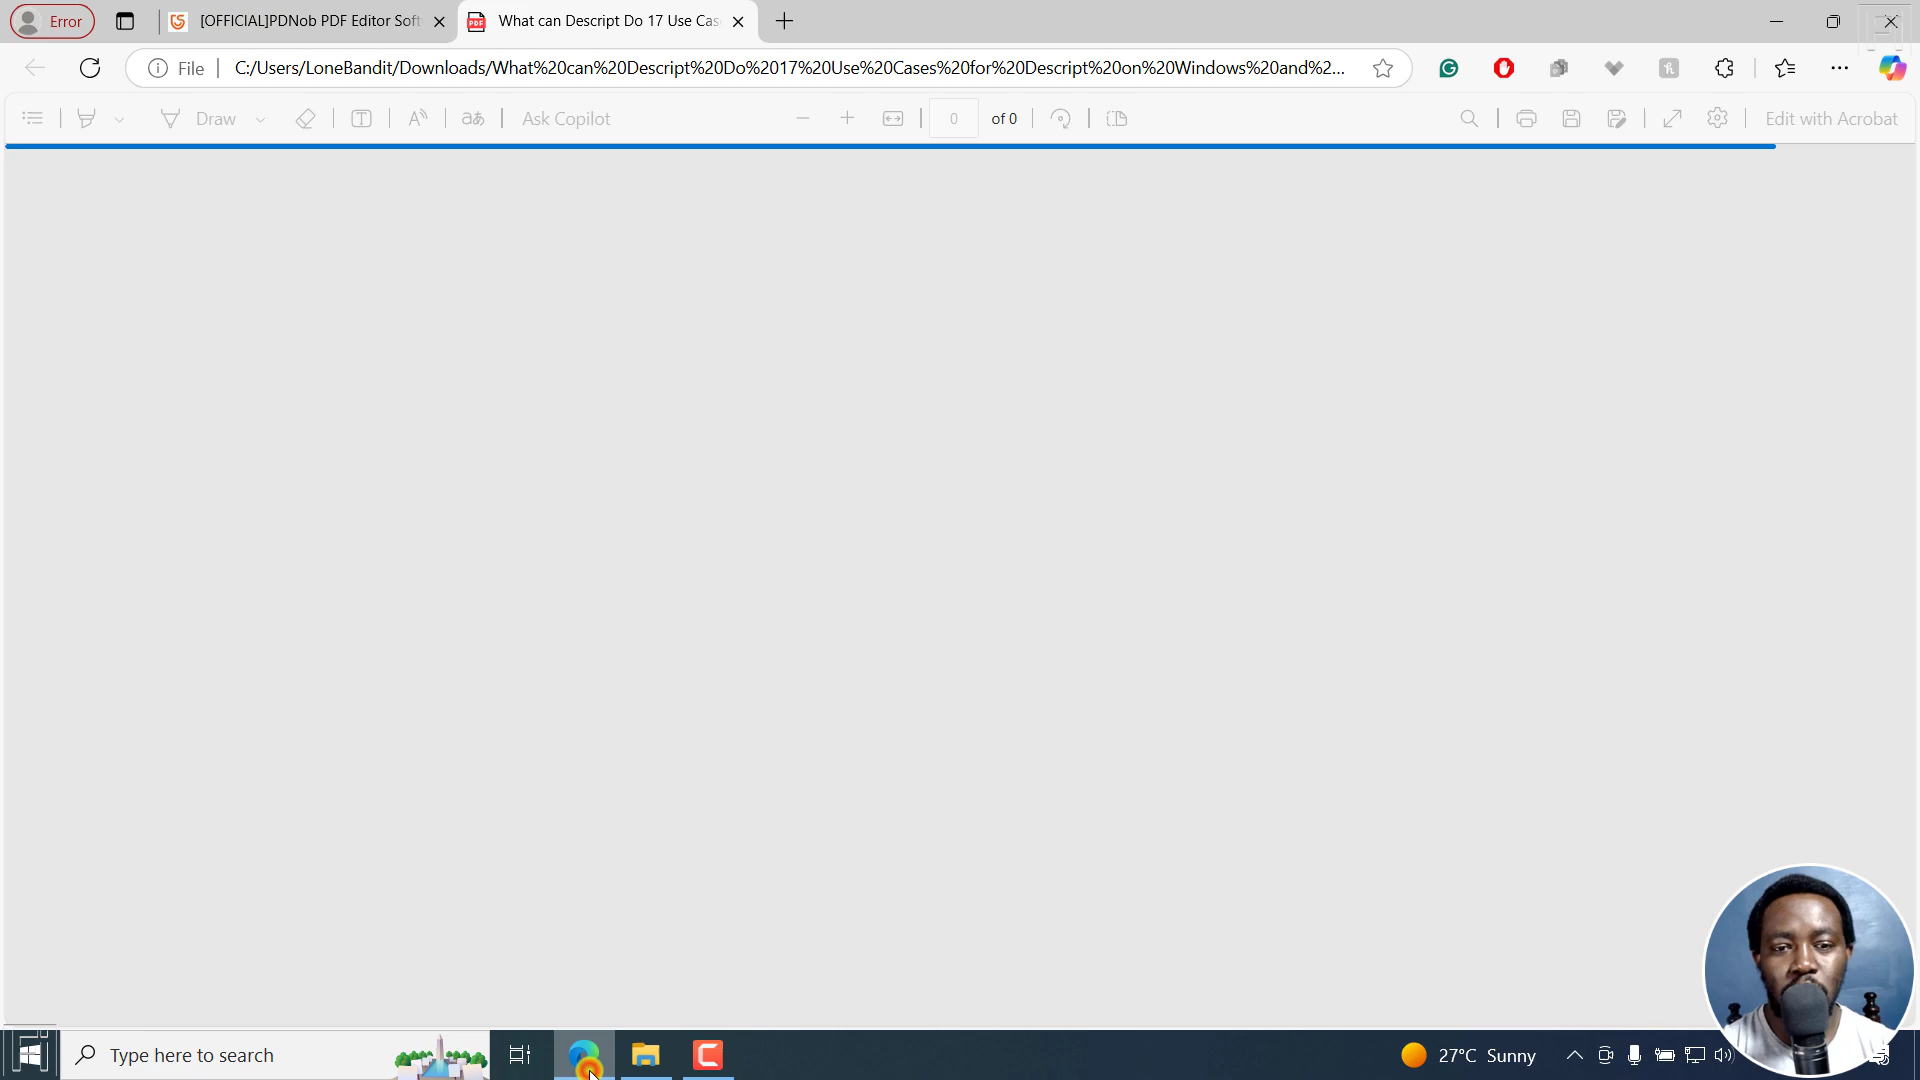 Error
[OFFICIAL]PDNob PDF Editor Soft
What can Descript Do 17 Use Cas
File
C:/Users/LoneBandit/Downloads/What%20can%20Descript%20Do%2017%20Use%20Cases%20for%20Descript%20on%20Windows%20and%2...
Draw
Ask Copilot
0
of 0
Edit with Acrobat
Type here to search
27°C Sunny